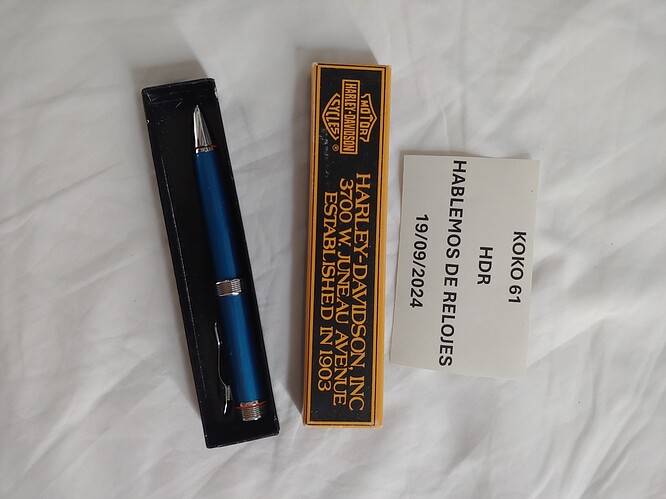 MOTOR
HARLEY-DAVIDSON
CYCLES
®
HARLEY-DAVIDSON, INC
3700 W. JUNEAU AVENUE
ESTABLISHED IN 1903
KOKO 61
HDR
HABLEMOS DE RELOJES
19/09/2024